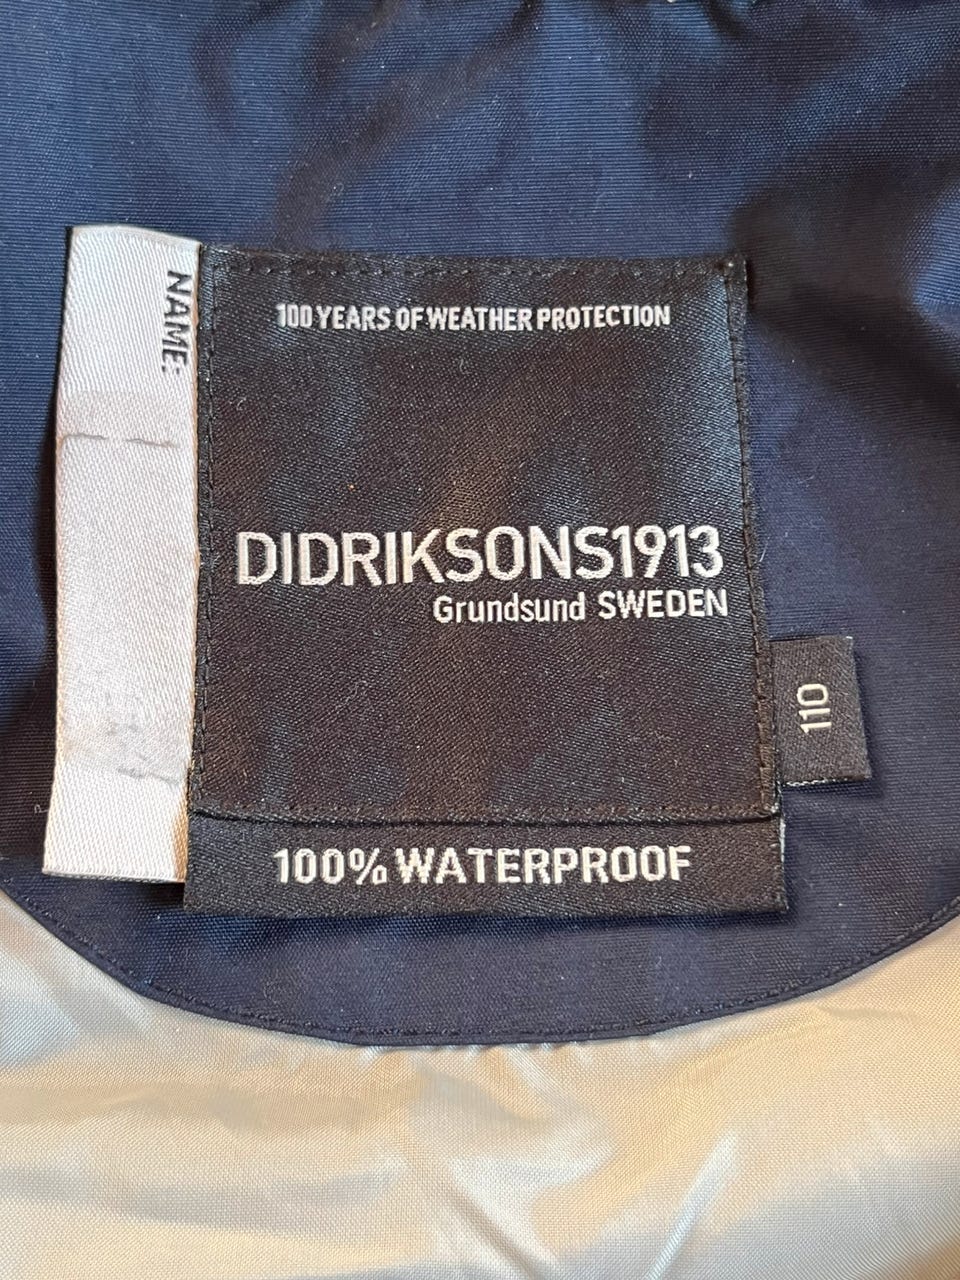 NAME:
100 YEARS OF WEATHER PROTECTION
DIDRIKSONS1913
Grundsund SWEDEN
110
100% WATERPROOF